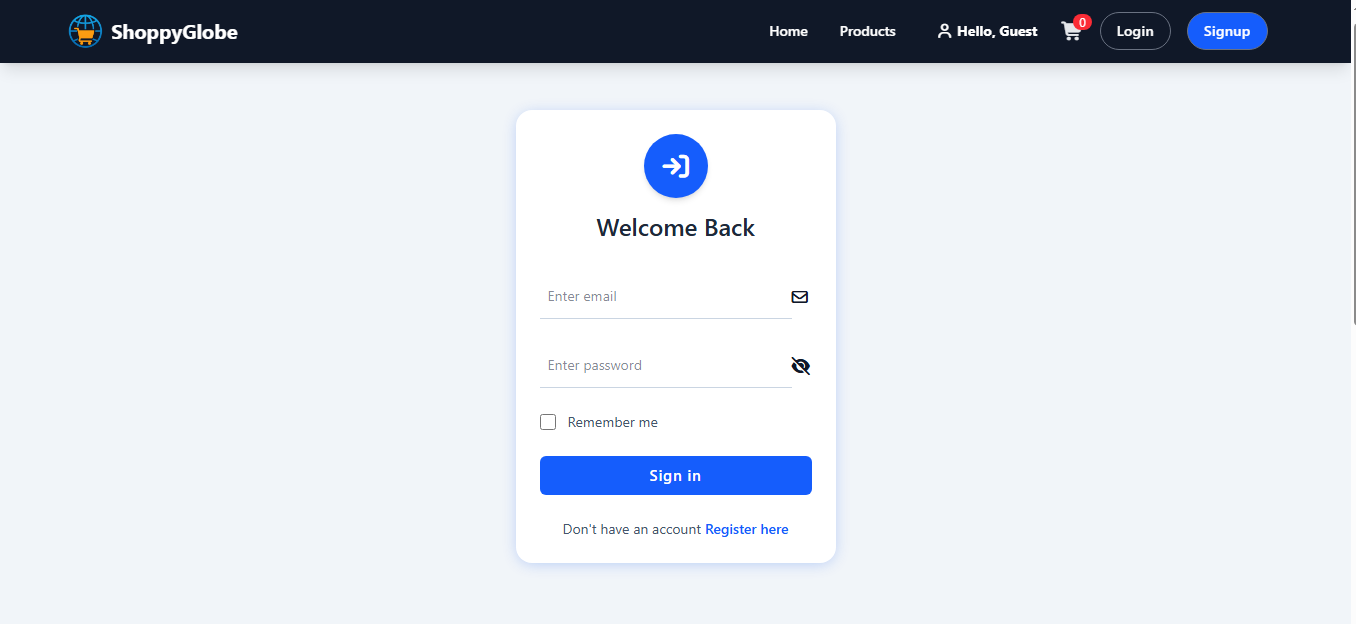 ShoppyGlobe
Home
Products
Hello, Guest
0
Login
Signup
Welcome Back
Enter email
Enter password
Remember me
Sign in
Don't have an account Register here